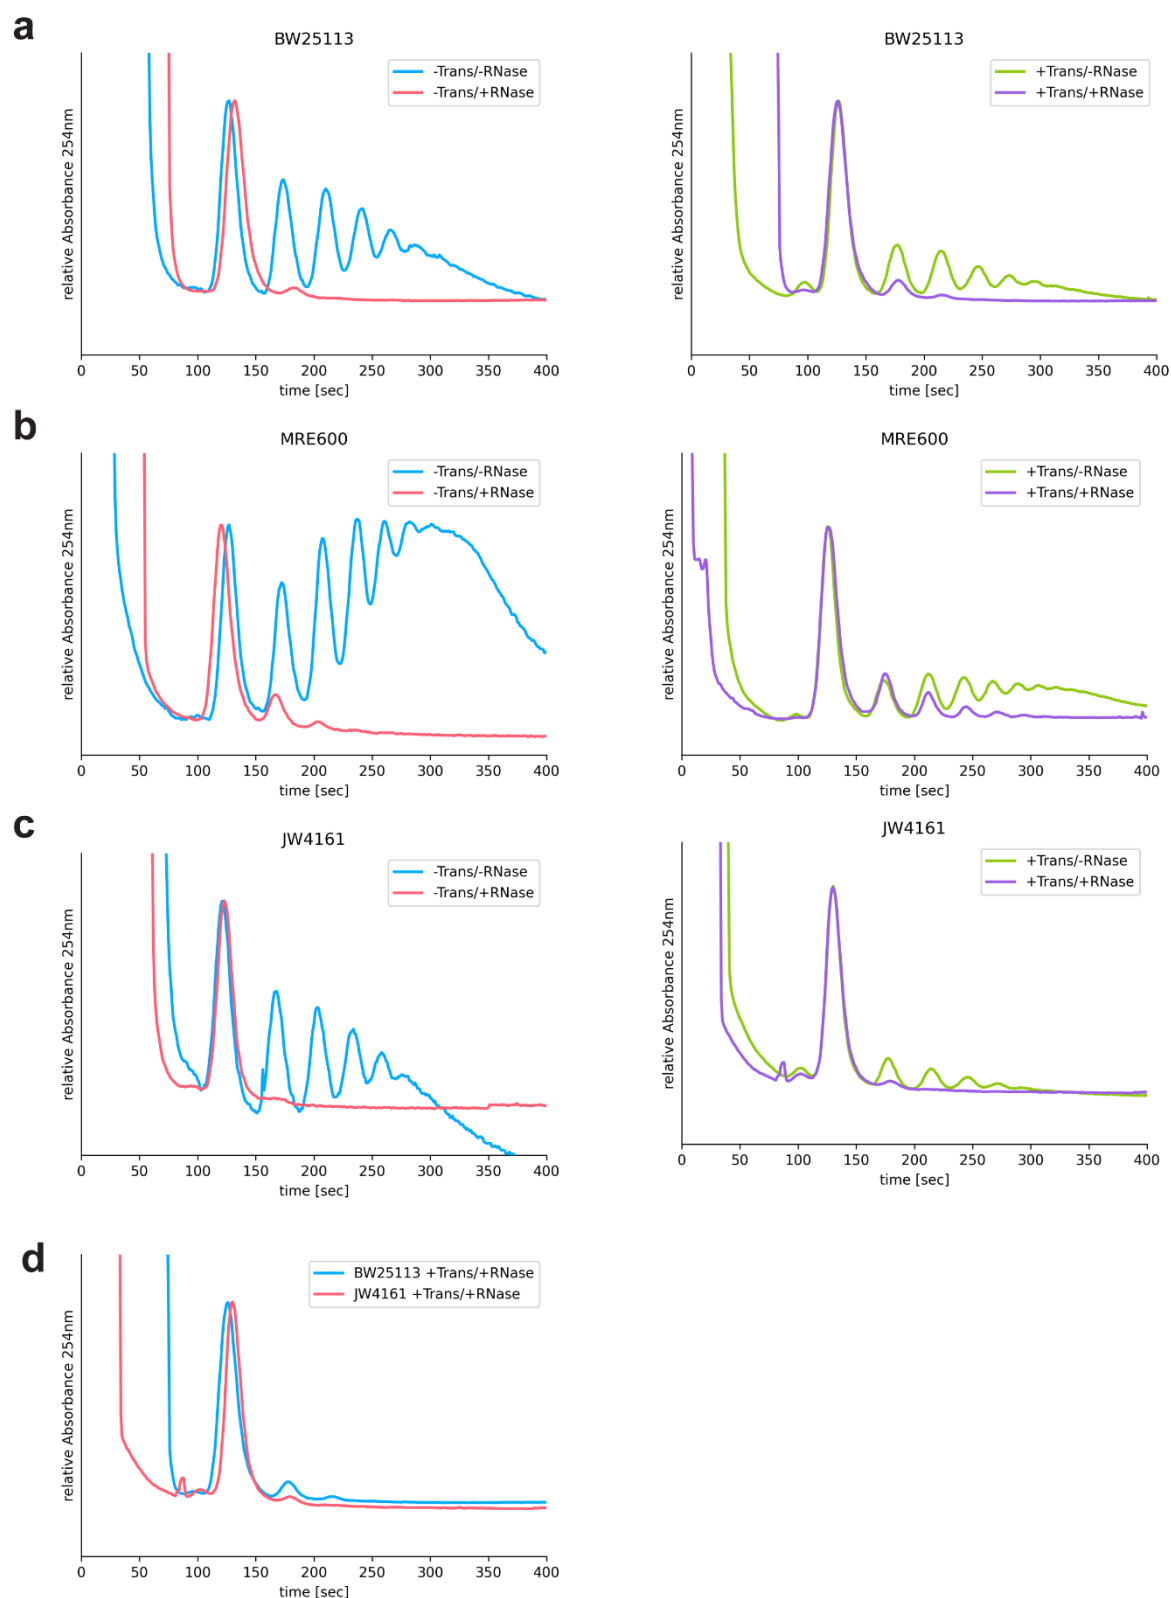 a
BW25113
-Trans/-RNase
-Trans/+RNase
relative Absorbance 254nm
0 50 100 150 200 250 300 350 400
time [sec]
BW25113
+Trans/-RNase
+Trans/+RNase
relative Absorbance 254nm
0 50 100 150 200 250 300 350 400
time [sec]
b
MRE600
-Trans/-RNase
-Trans/+RNase
relative Absorbance 254nm
0 50 100 150 200 250 300 350 400
time [sec]
MRE600
+Trans/-RNase
+Trans/+RNase
relative Absorbance 254nm
0 50 100 150 200 250 300 350 400
time [sec]
c
JW4161
-Trans/-RNase
-Trans/+RNase
relative Absorbance 254nm
0 50 100 150 200 250 300 350 400
time [sec]
JW4161
+Trans/-RNase
+Trans/+RNase
relative Absorbance 254nm
0 50 100 150 200 250 300 350 400
time [sec]
d
BW25113 +Trans/+RNase
JW4161 +Trans/+RNase
relative Absorbance 254nm
0 50 100 150 200 250 300 350 400
time [sec]